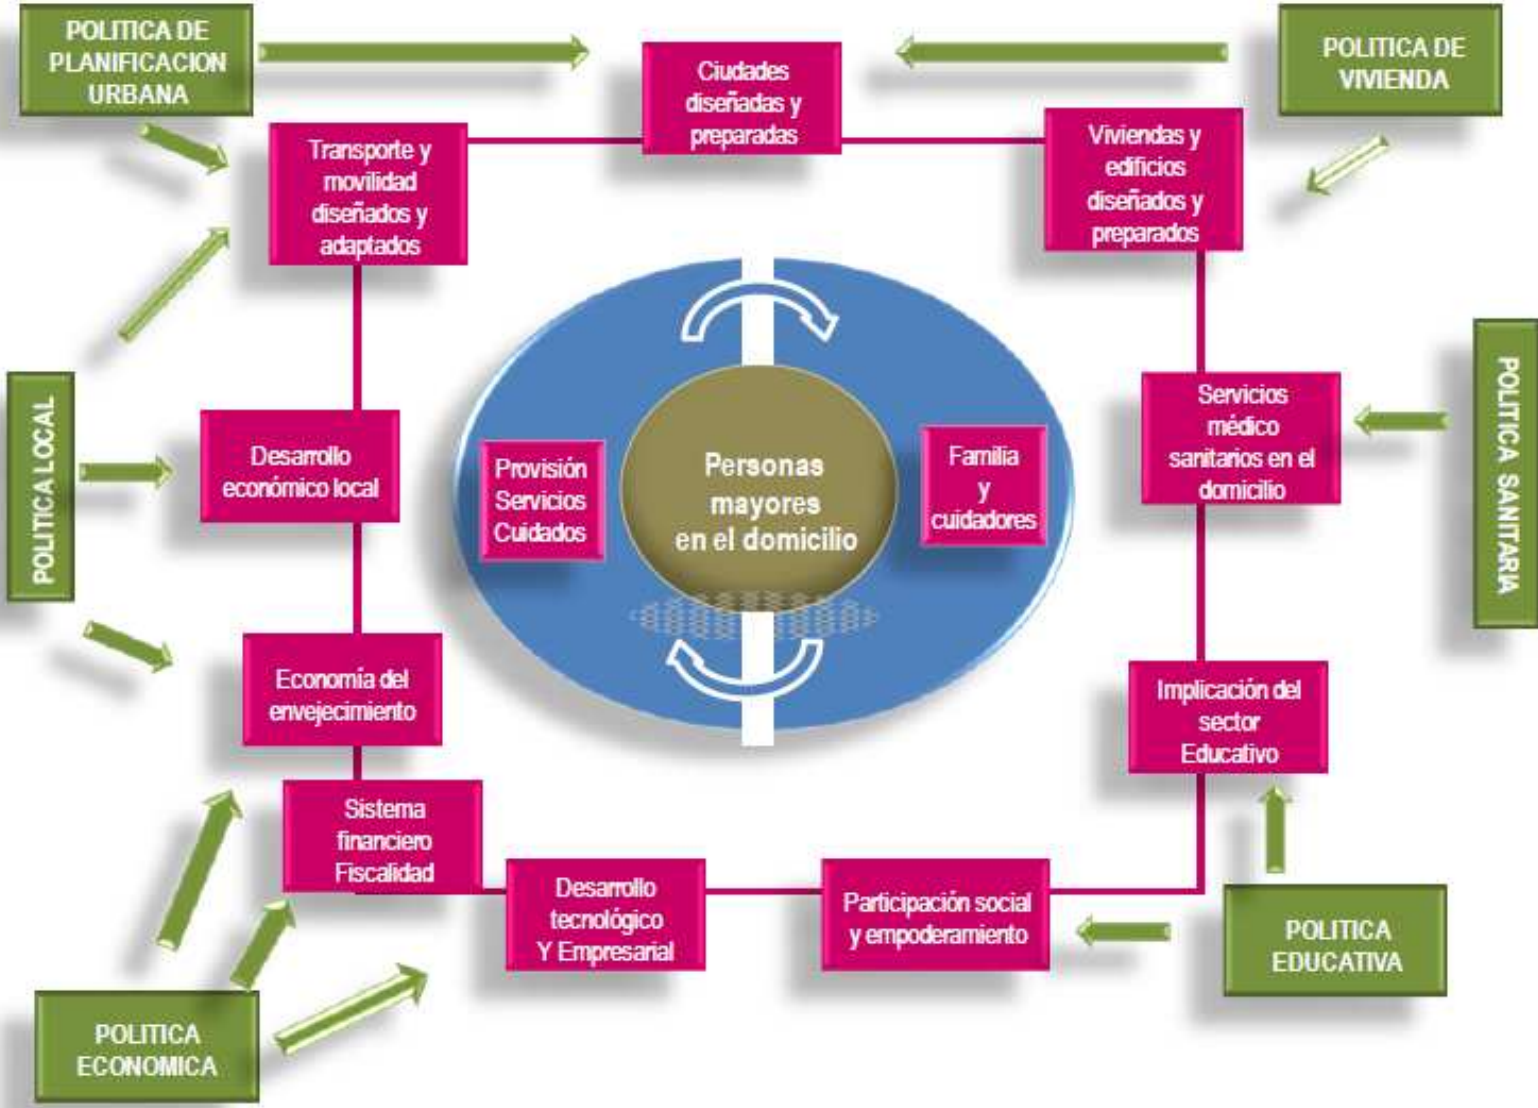 POLITICA DE
PLANIFICACION
URBANA
Ciudades
diseñadas y
preparadas
POLITICA DE
VIVIENDA
Transporte y
movilidad
diseñados y
adaptados
Viviendas y
edificios
diseñados y
preparados
POLITICA LOCAL
Desarrollo
económico local
Provisión
Servicios
Cuidados
Personas
mayores
en el domicilio
Familia
y
cuidadores
Servicios
médico
sanitarios en el
domicilio
POLITICA SANITARIA
Economía del
envejecimiento
Implicación del
sector
Educativo
Sistema
financiero
Fiscalidad
Desarrollo
tecnológico
Y Empresarial
Participación social
y empoderamiento
POLITICA
EDUCATIVA
POLITICA
ECONOMICA